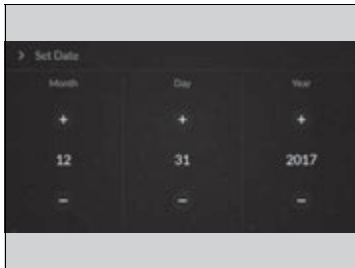 > Set Date
Month Day Year
+ + +
12 31 2017
− − −